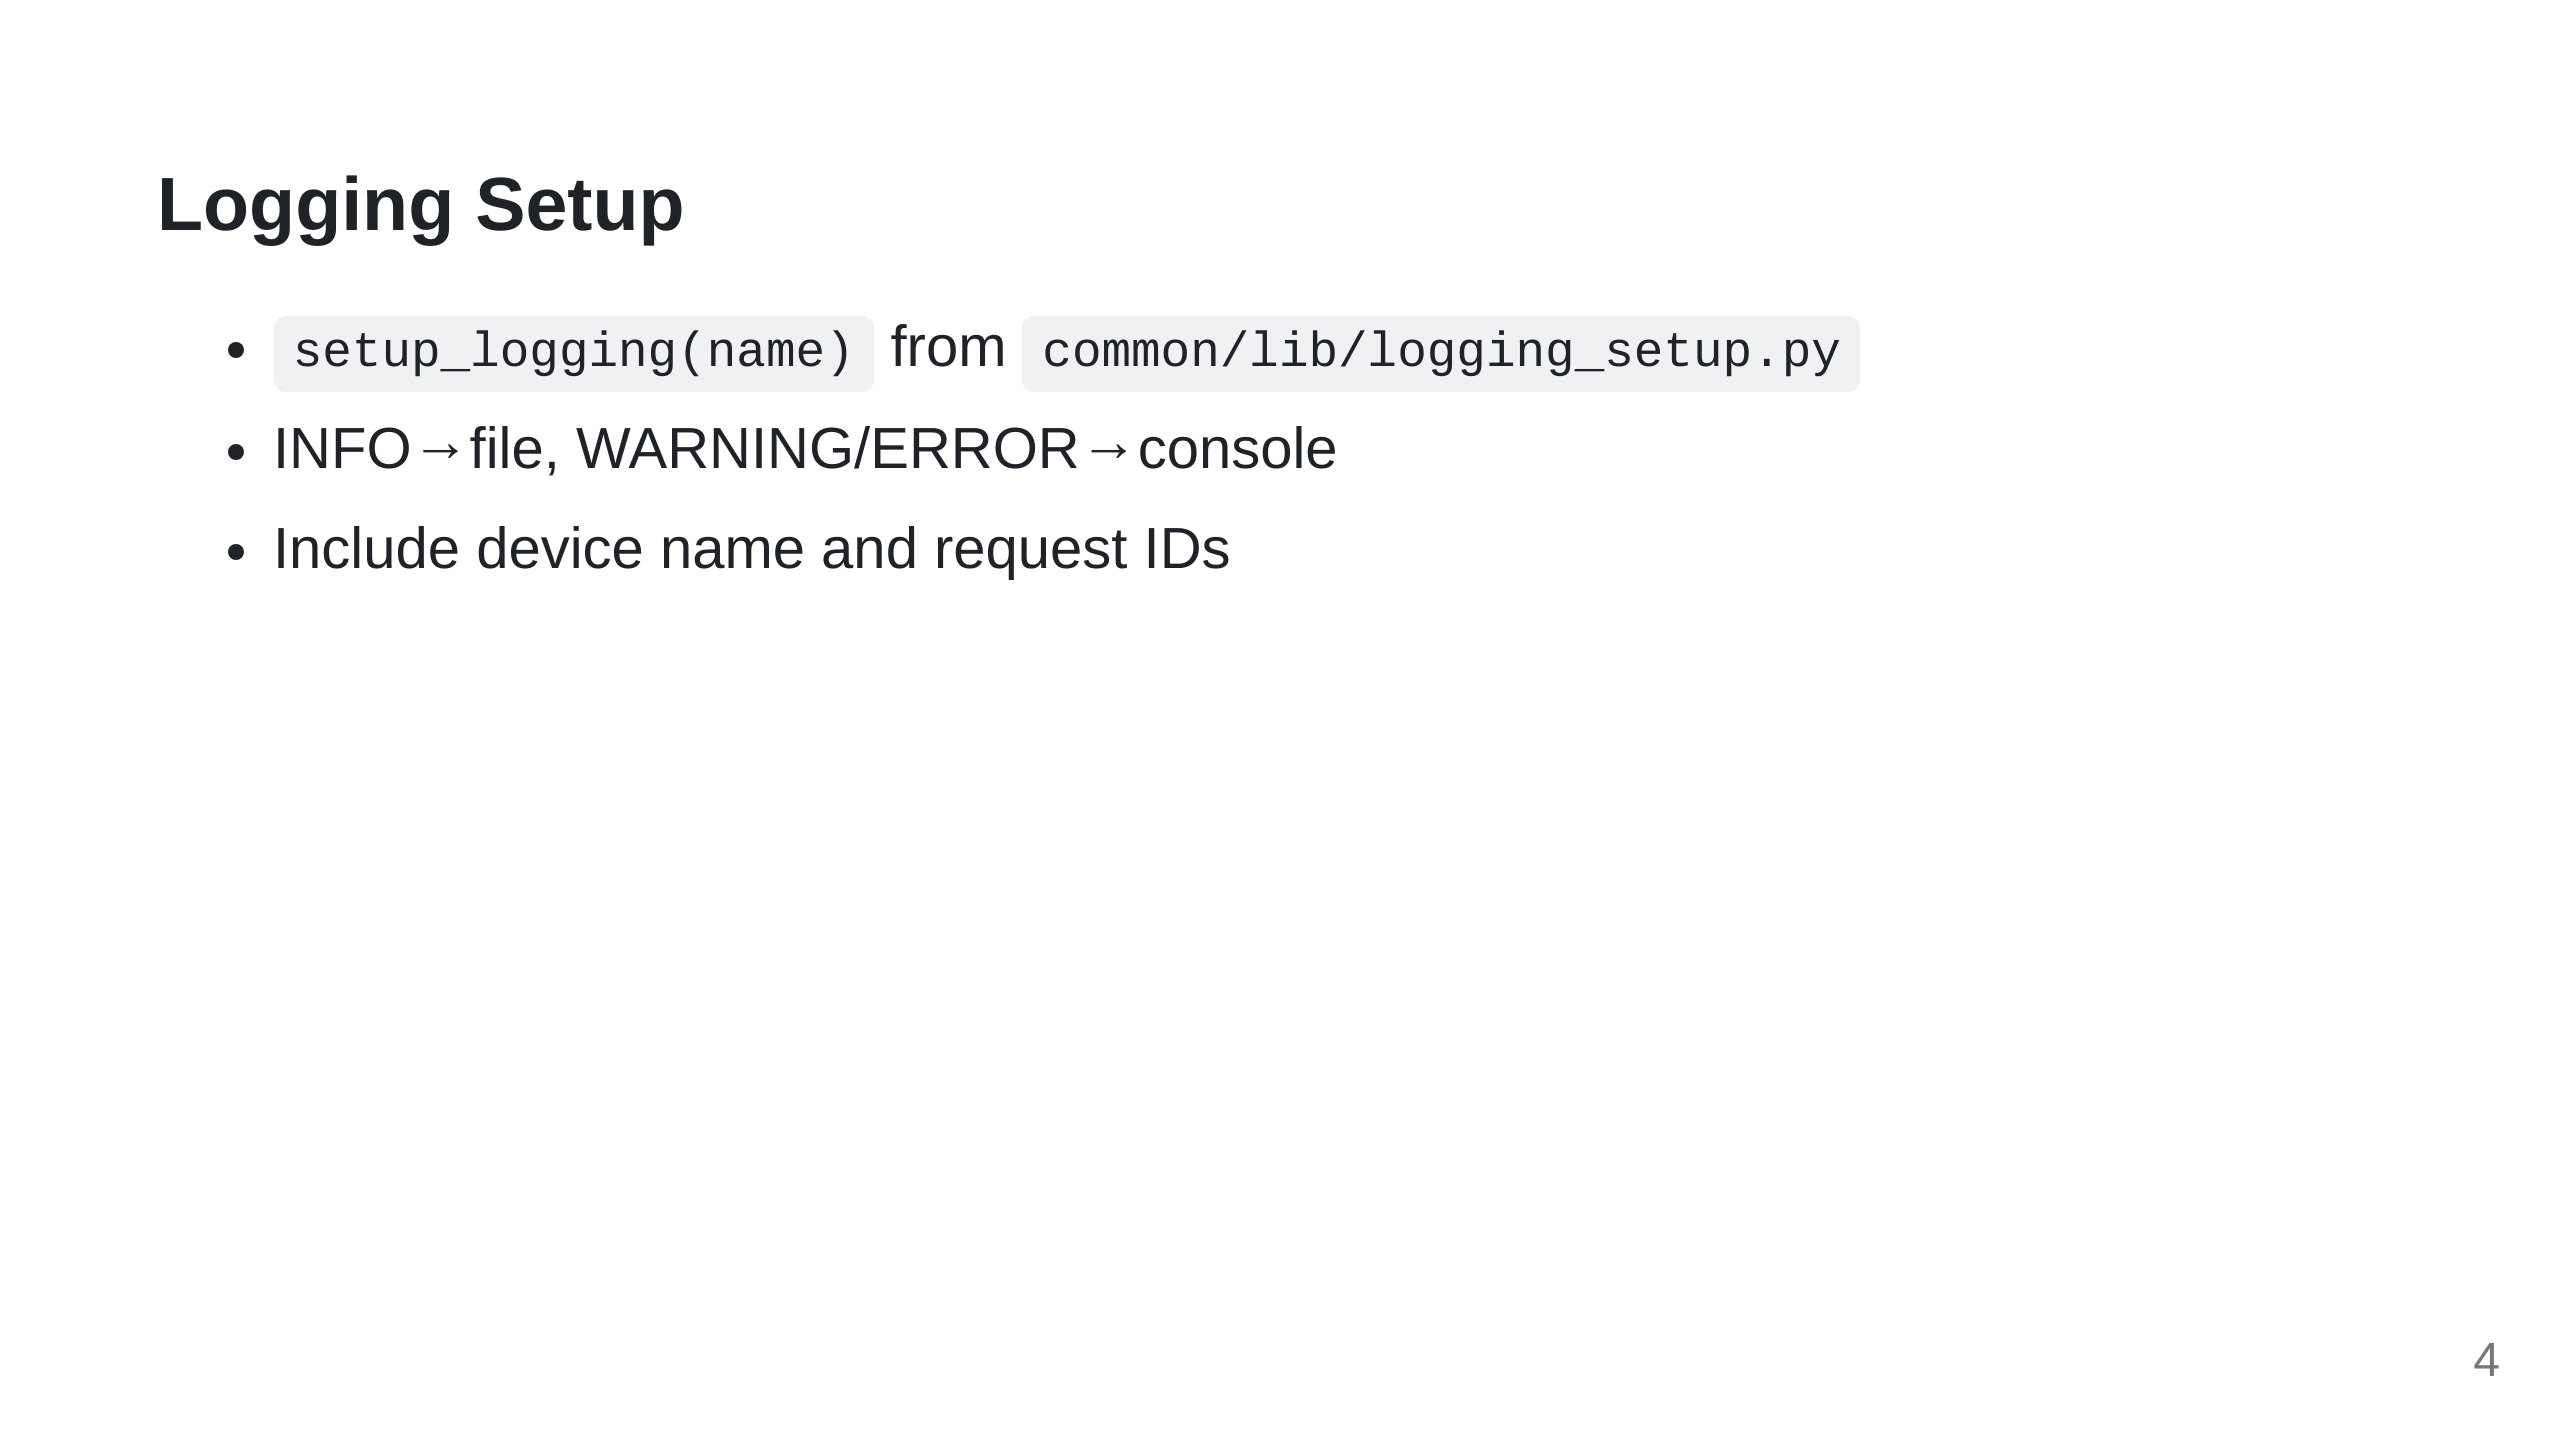 Logging Setup
• setup_logging(name) from common/lib/logging_setup.py
• INFO→file, WARNING/ERROR→console
• Include device name and request IDs
4